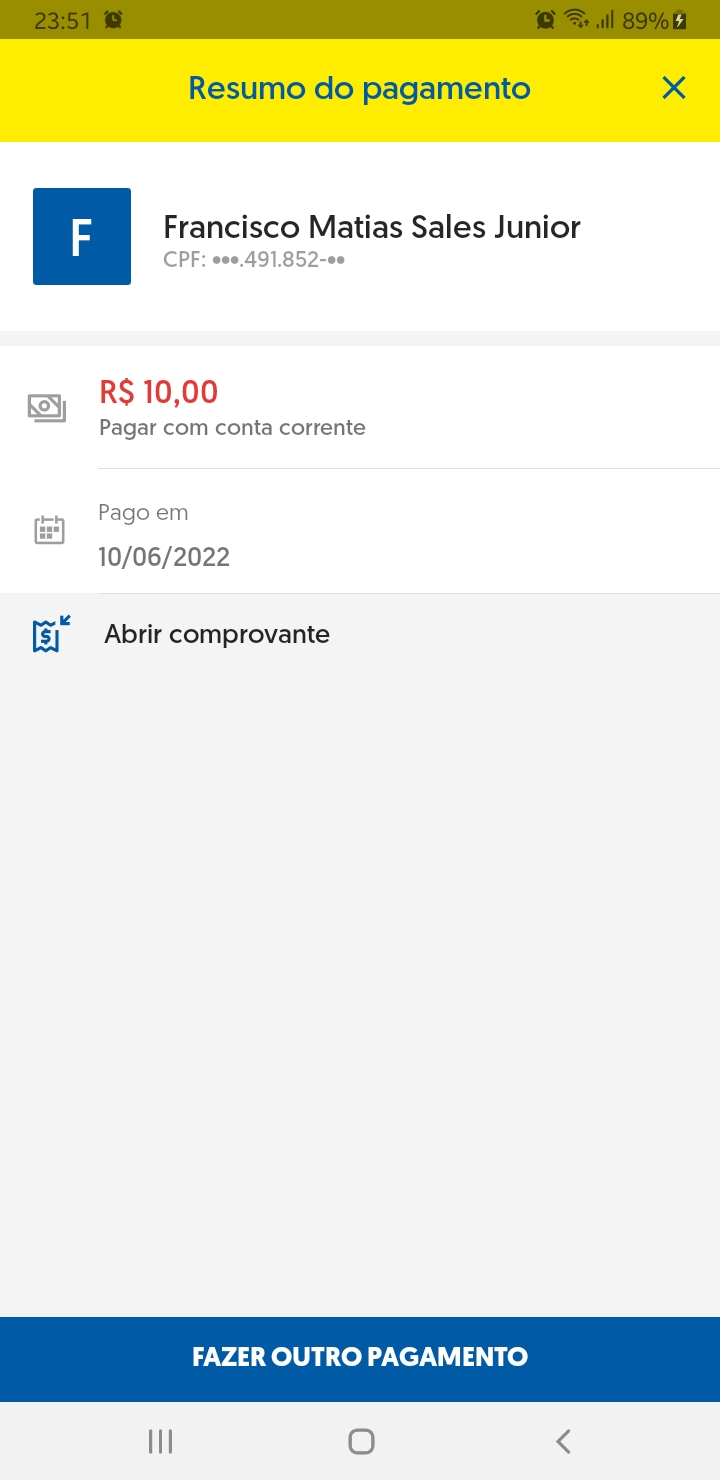 23:51 89%
Resumo do pagamento
F
Francisco Matias Sales Junior
CPF: •••.491.852-••
R$ 10,00
Pagar com conta corrente
Pago em
10/06/2022
Abrir comprovante
FAZER OUTRO PAGAMENTO